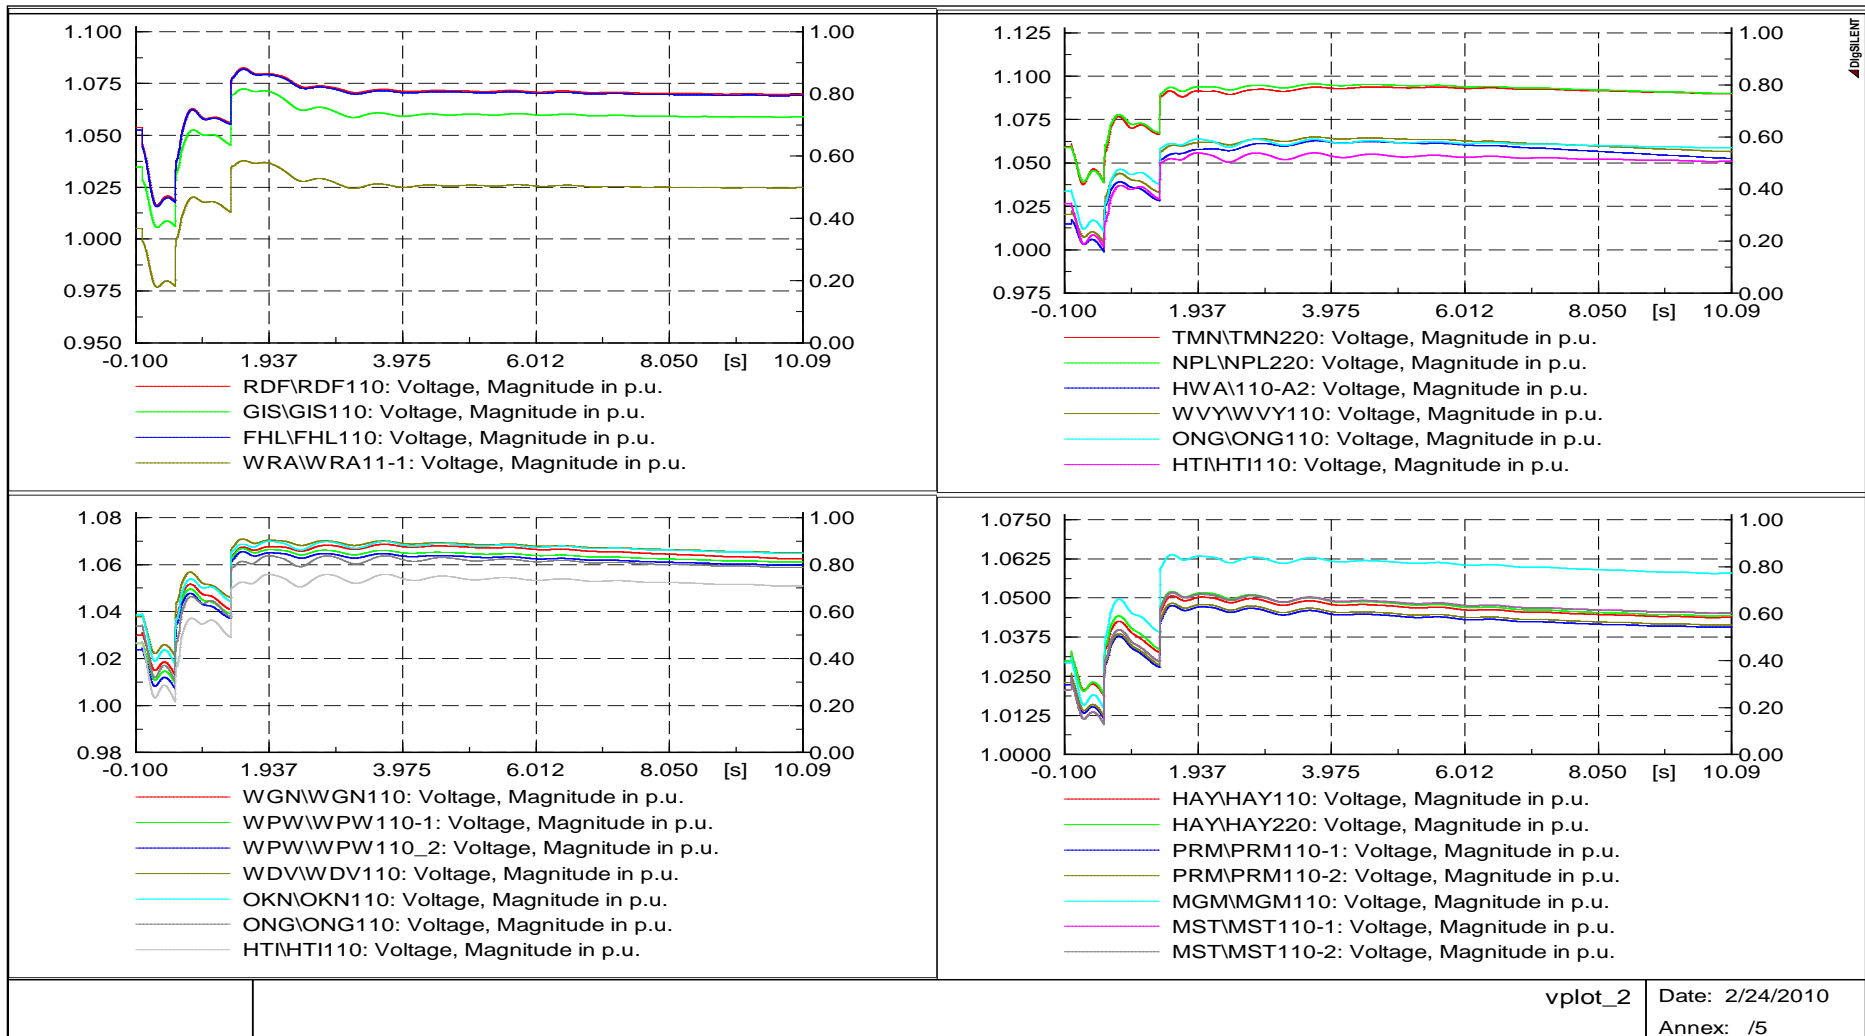 DIgSILENT
1.100
1.075
1.050
1.025
1.000
0.975
0.950
1.00
0.80
0.60
0.40
0.20
0.00
-0.100 1.937 3.975 6.012 8.050 [s] 10.09
RDF\RDF110: Voltage, Magnitude in p.u.
GIS\GIS110: Voltage, Magnitude in p.u.
FHL\FHL110: Voltage, Magnitude in p.u.
WRA\WRA11-1: Voltage, Magnitude in p.u.
1.125
1.100
1.075
1.050
1.025
1.000
0.975
1.00
0.80
0.60
0.40
0.20
0.00
-0.100 1.937 3.975 6.012 8.050 [s] 10.09
TMN\TMN220: Voltage, Magnitude in p.u.
NPL\NPL220: Voltage, Magnitude in p.u.
HWA\110-A2: Voltage, Magnitude in p.u.
WVY\WVY110: Voltage, Magnitude in p.u.
ONG\ONG110: Voltage, Magnitude in p.u.
HTI\HTI110: Voltage, Magnitude in p.u.
1.08
1.06
1.04
1.02
1.00
0.98
1.00
0.80
0.60
0.40
0.20
0.00
-0.100 1.937 3.975 6.012 8.050 [s] 10.09
WGN\WGN110: Voltage, Magnitude in p.u.
WPW\WPW110-1: Voltage, Magnitude in p.u.
WPW\WPW110_2: Voltage, Magnitude in p.u.
WDV\WDV110: Voltage, Magnitude in p.u.
OKN\OKN110: Voltage, Magnitude in p.u.
ONG\ONG110: Voltage, Magnitude in p.u.
HTI\HTI110: Voltage, Magnitude in p.u.
1.0750
1.0625
1.0500
1.0375
1.0250
1.0125
1.0000
1.00
0.80
0.60
0.40
0.20
0.00
-0.100 1.937 3.975 6.012 8.050 [s] 10.09
HAY\HAY110: Voltage, Magnitude in p.u.
HAY\HAY220: Voltage, Magnitude in p.u.
PRM\PRM110-1: Voltage, Magnitude in p.u.
PRM\PRM110-2: Voltage, Magnitude in p.u.
MGM\MGM110: Voltage, Magnitude in p.u.
MST\MST110-1: Voltage, Magnitude in p.u.
MST\MST110-2: Voltage, Magnitude in p.u.
vplot_2
Date: 2/24/2010
Annex: /5